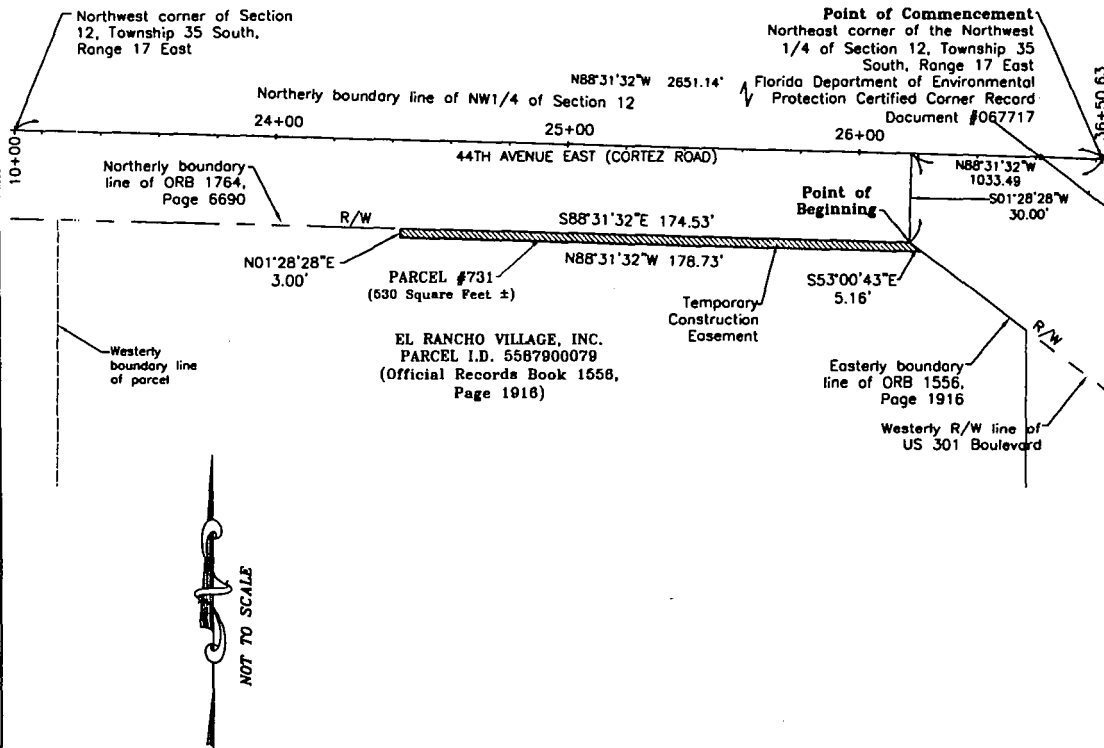 Northwest corner of Section
12, Township 35 South,
Range 17 East
Point of Commencement
Northeast corner of the Northwest
1/4 of Section 12, Township 35
South, Range 17 East
Florida Department of Environmental
Protection Certified Corner Record
Document #067717
N88°31'32"W 2651.14'
Northerly boundary line of NW1/4 of Section 12
10+00
24+00
25+00
26+00
36+50.63
44TH AVENUE EAST (CORTEZ ROAD)
N88°31'32"W
1033.49
S01°28'28"W
30.00'
Northerly boundary
line of ORB 1764,
Page 6690
R/W
Point of
Beginning
S88°31'32"E 174.53'
N01°28'28"E
3.00'
N88°31'32"W 178.73'
PARCEL #731
(530 Square Feet ±)
S53°00'43"E
5.16'
Temporary
Construction
Easement
Westerly
boundary line
of parcel
EL RANCHO VILLAGE, INC.
PARCEL I.D. 5587900079
(Official Records Book 1556,
Page 1916)
R/W
Easterly boundary
line of ORB 1556,
Page 1916
Westerly R/W line of
US 301 Boulevard
NOT TO SCALE